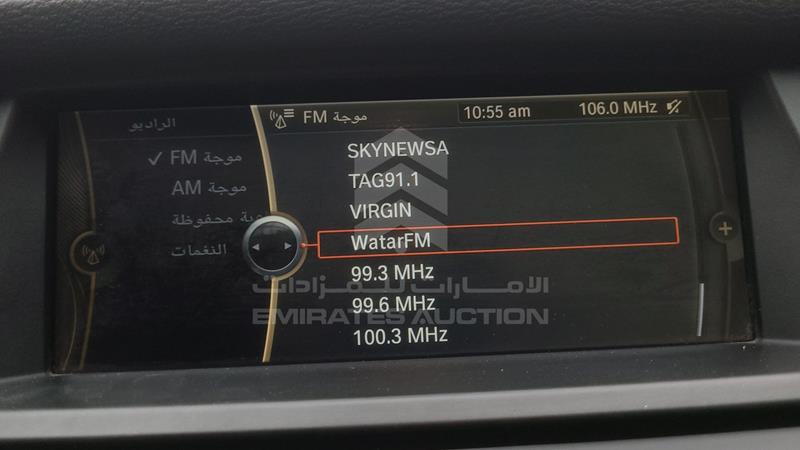 الراديو
موجة FM
10:55 am
106.0 MHz
✓ موجة FM
موجة AM
محفوظة
النغمات
SKYNEWSA
TAG91.1
VIRGIN
WatarFM
99.3 MHz
99.6 MHz
100.3 MHz
الامارات للمزادات
EMIRATES AUCTION